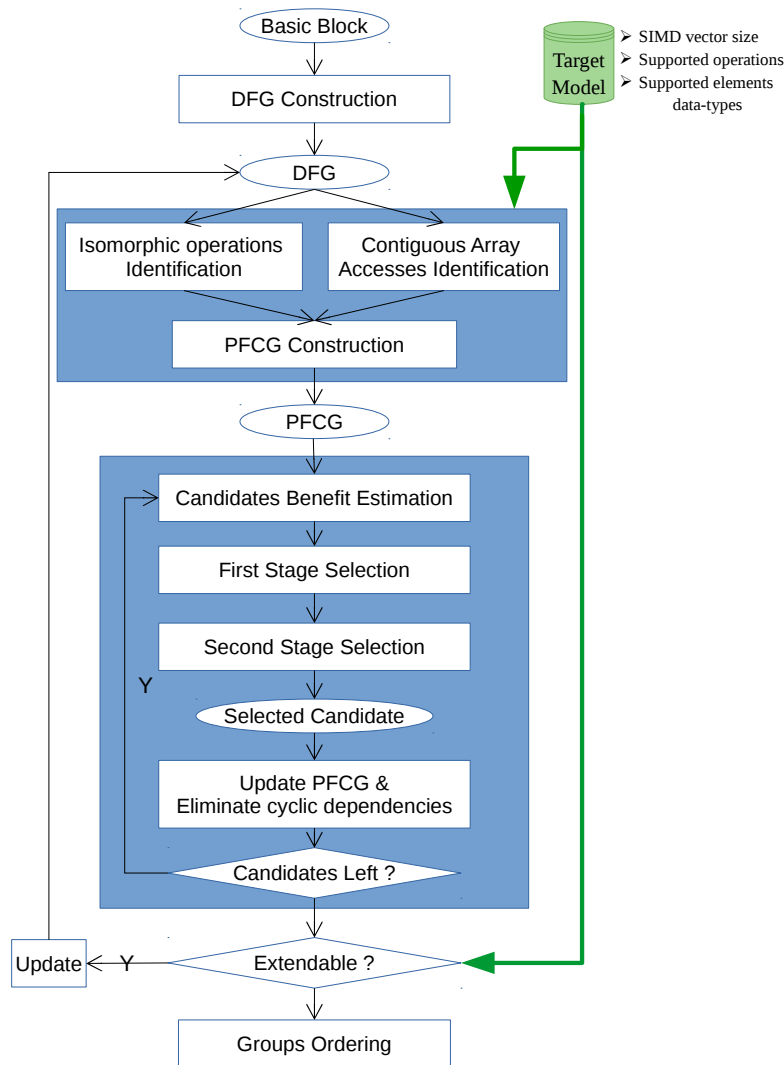 Basic Block
DFG Construction
DFG
Isomorphic operations
Identification
Contiguous Array
Accesses Identification
PFCG Construction
PFCG
Candidates Benefit Estimation
First Stage Selection
Second Stage Selection
Y
Selected Candidate
Update PFCG &
Eliminate cyclic dependencies
Candidates Left ?
Update
Y
Extendable ?
Groups Ordering
Target
Model
➢ SIMD vector size
➢ Supported operations
➢ Supported elements
data-types